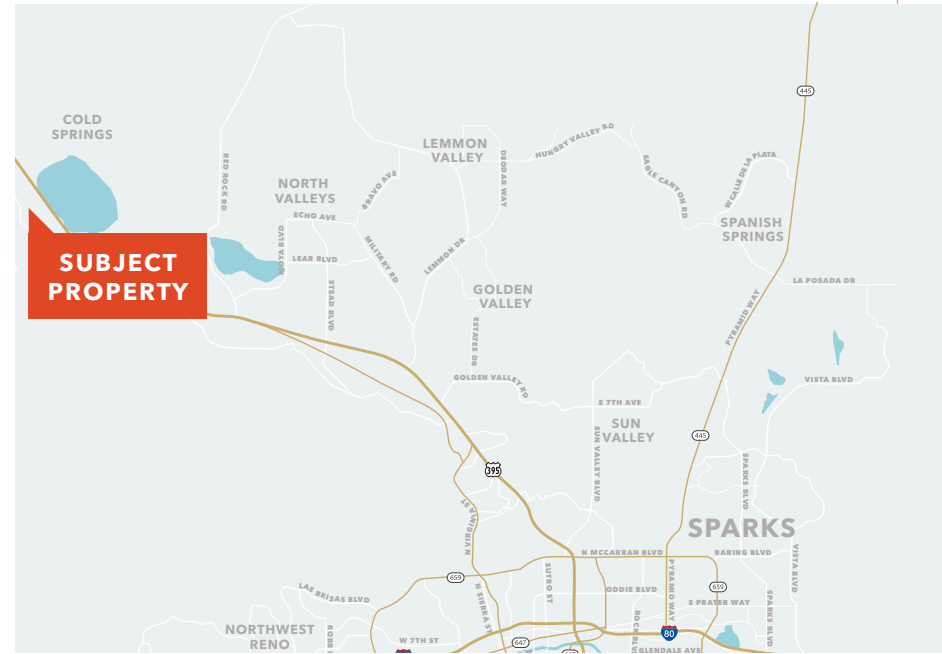 445
COLD
SPRINGS
LEMMON
VALLEY
HUNGRY VALLEY RD
DEODAR WAY
RED ROCK RD
NORTH
VALLEYS
BRAVO AVE
EAGLE CANYON RD
W CALLE DE LA PLATA
ECHO AVE
SPANISH
SPRINGS
SUBJECT
PROPERTY
MOYA BLVD
LEAR BLVD
MILITARY RD
LEMMON DR
LA POSADA DR
STEAD BLVD
GOLDEN
VALLEY
PYRAMID WAY
ESTATES DR
GOLDEN VALLEY RD
VISTA BLVD
E 7TH AVE
SUN
VALLEY
SUN VALLEY BLVD
445
395
SPARKS BLVD
N VIRGINIA ST
SPARKS
N MCCARRAN BLVD
BARING BLVD
VISTA BLVD
659
SUTRO ST
PYRAMID WAY
659
LAS BRISAS BLVD
N SIERRA ST
ODDIE BLVD
E PRATER WAY
SPARKS BLVD
NORTHWEST
RENO
ROBB
W 7TH ST
647
ROCK BLV
80
GLENDALE AVE